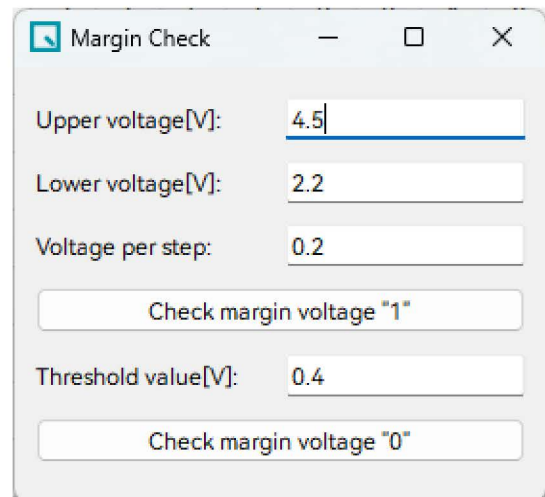 Margin Check
Upper voltage[V]: 4.5
Lower voltage[V]: 2.2
Voltage per step: 0.2
Check margin voltage "1"
Threshold value[V]: 0.4
Check margin voltage "0"